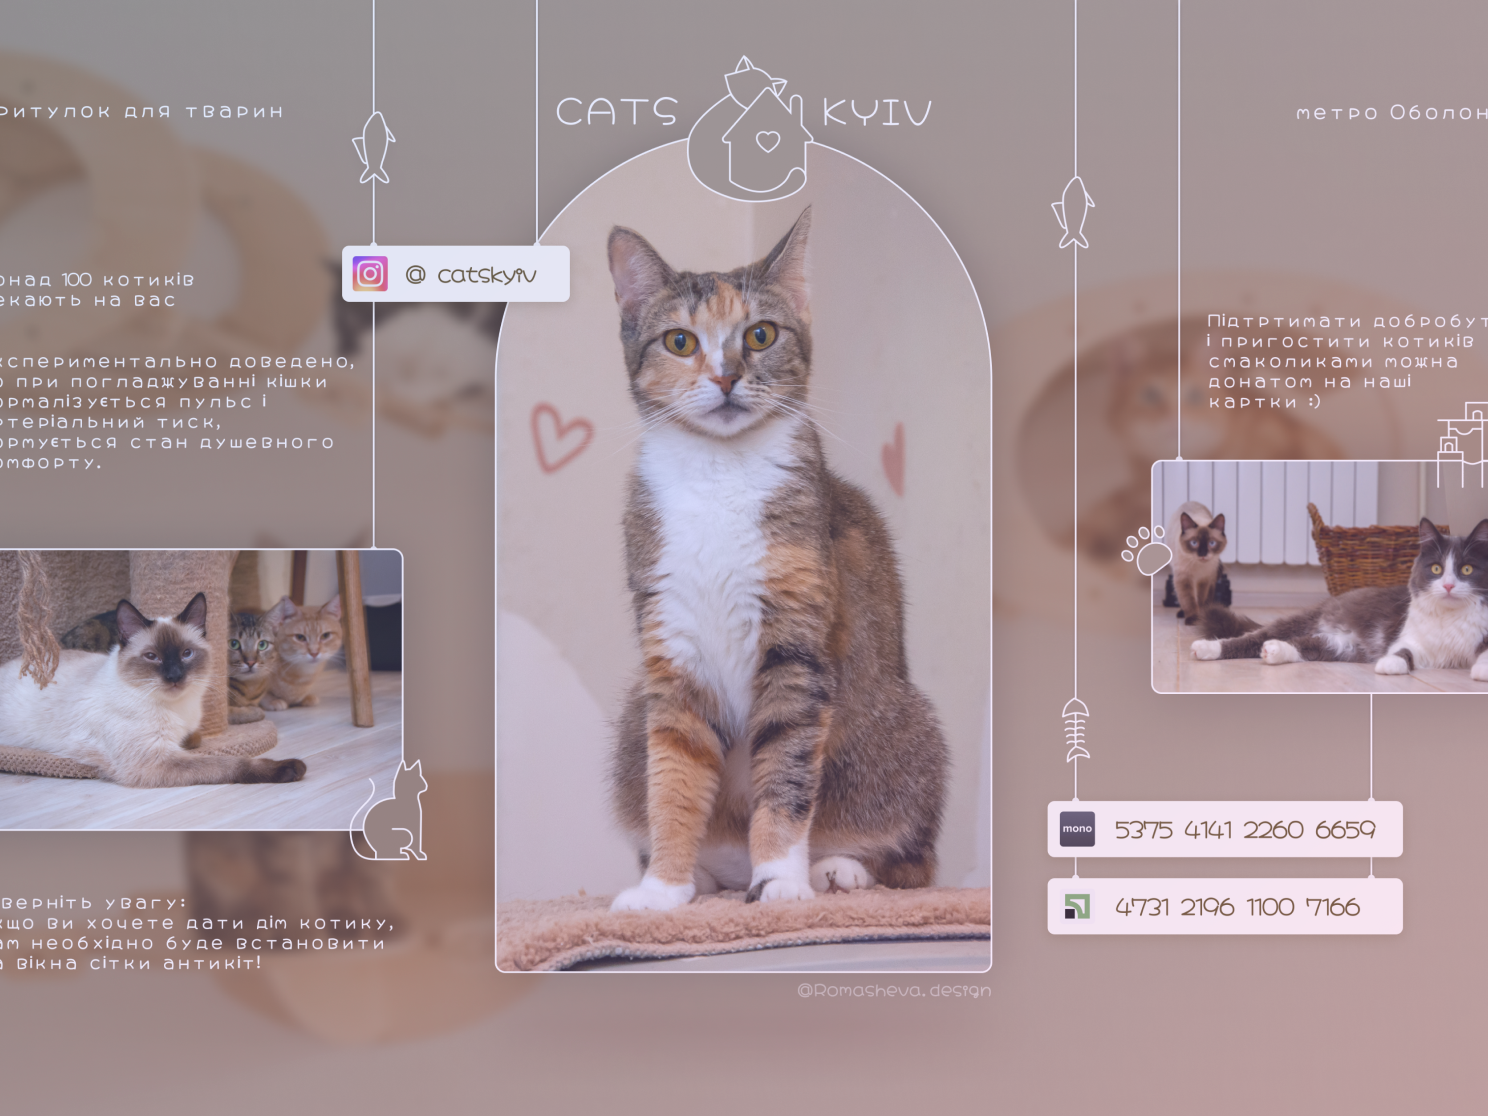 ритулок для тварин
CATS KYIV
метро Оболон
@ catskyiv
онад 100 котиків
екають на вас
ксперіментально доведено,
о при погладжуванні кішки
ормалізується пульс і
ртеріальний тиск,
ормується стан душевного
омфорту.
Підтртимати добробут
і пригостити котиків
смаколиками можна
донатом на наші
картки :)
mono 5375 4141 2260 6659
4731 2196 1100 7166
верніть увагу:
кщо ви хочете дати дім котику,
ам необхідно буде встановити
а вікна сітки антикіт!
@Romasheva.design